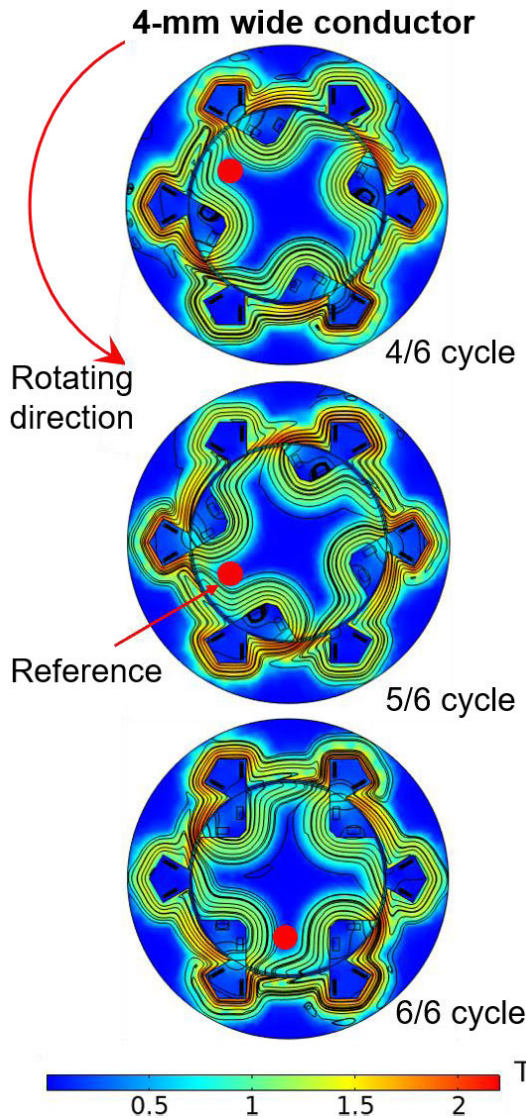 4-mm wide conductor
4/6 cycle
Rotating
direction
Reference
5/6 cycle
6/6 cycle
T
0.5 1 1.5 2